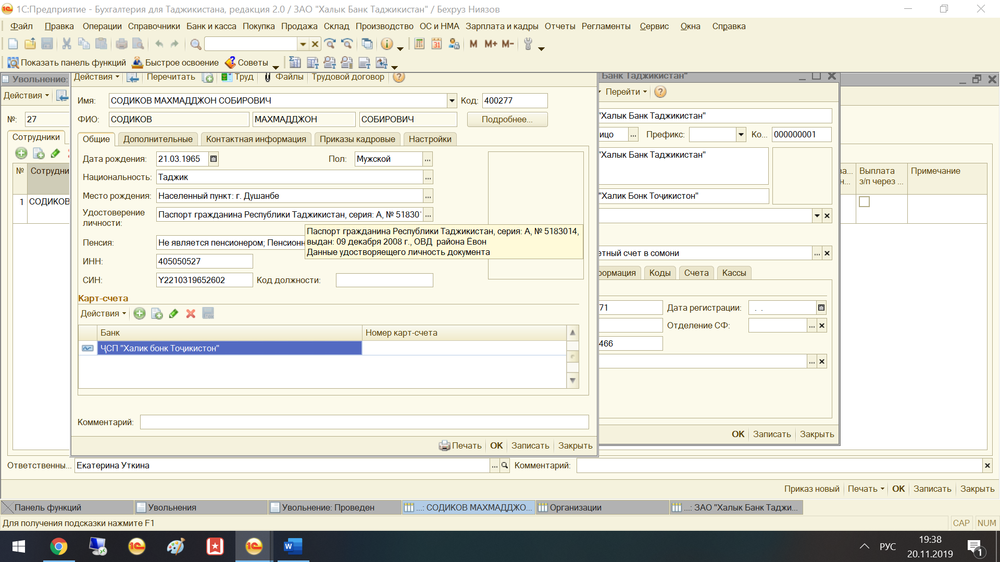 1С:Предприятие - Бухгалтерия для Таджикистана, редакция 2.0 / ЗАО "Халык Банк Таджикистан" / Бехруз Ниязов
Файл Правка Операции Справочники Банк и касса Покупка Продажа Склад Производство ОС и НМА Зарплата и кадры Отчеты Регламенты Сервис Окна Справка
M M+ M-
Показать панель функций Быстрое освоение Советы
Увольнение:
Действия
№: 27
Сотрудники
№ Сотрудни
1 СОДИКОВ
Действия Перечитать Труд Файлы Трудовой договор
Имя: СОДИКОВ МАХМАДДЖОН СОБИРОВИЧ Код: 400277
ФИО: СОДИКОВ МАХМАДДЖОН СОБИРОВИЧ Подробнее...
Общие Дополнительные Контактная информация Приказы кадровые Настройки
Дата рождения: 21.03.1965 Пол: Мужской ...
Национальность: Таджик ...
Место рождения: Населенный пункт: г. Душанбе ...
Удостоверение личности: Паспорт гражданина Республики Таджикистан, серия: А, № 51830 ...
Паспорт гражданина Республики Таджикистан, серия: А, № 5183014,
выдан: 09 декабря 2008 г., ОВД района Ёвон
Данные удостворяещего личность документа
Пенсия: Не является пенсионером; Пенсионн
ИНН: 405050527
СИН: Y2210319652602 Код должности:
Карт-счета
Действия
Банк Номер карт-счета
ҶСП "Халик бонк Тоҷикистон"
Комментарий:
Печать OK Записать Закрыть
Банк Таджикистан"
Перейти
"Халык Банк Таджикистан"
ицо ... Префикс: Ко... 000000001
"Халык Банк Таджикистан"
"Халик Бонк Тоҷикистон"
етный счет в сомони ...
ормация Коды Счета Кассы
71 Дата регистрации: . .
Отделение СФ: ...
466
...
OK Записать Закрыть
Выплата
з/п через ...
Примечание
Ответственны... Екатерина Уткина ... Комментарий:
Приказ новый Печать OK Записать Закрыть
Панель функций Увольнения Увольнение: Проведен ...: СОДИКОВ МАХМАДДЖО... Организации ...: ЗАО "Халык Банк Таджи...
Для получения подсказки нажмите F1 CAP NUM
РУС 19:38
20.11.2019 1